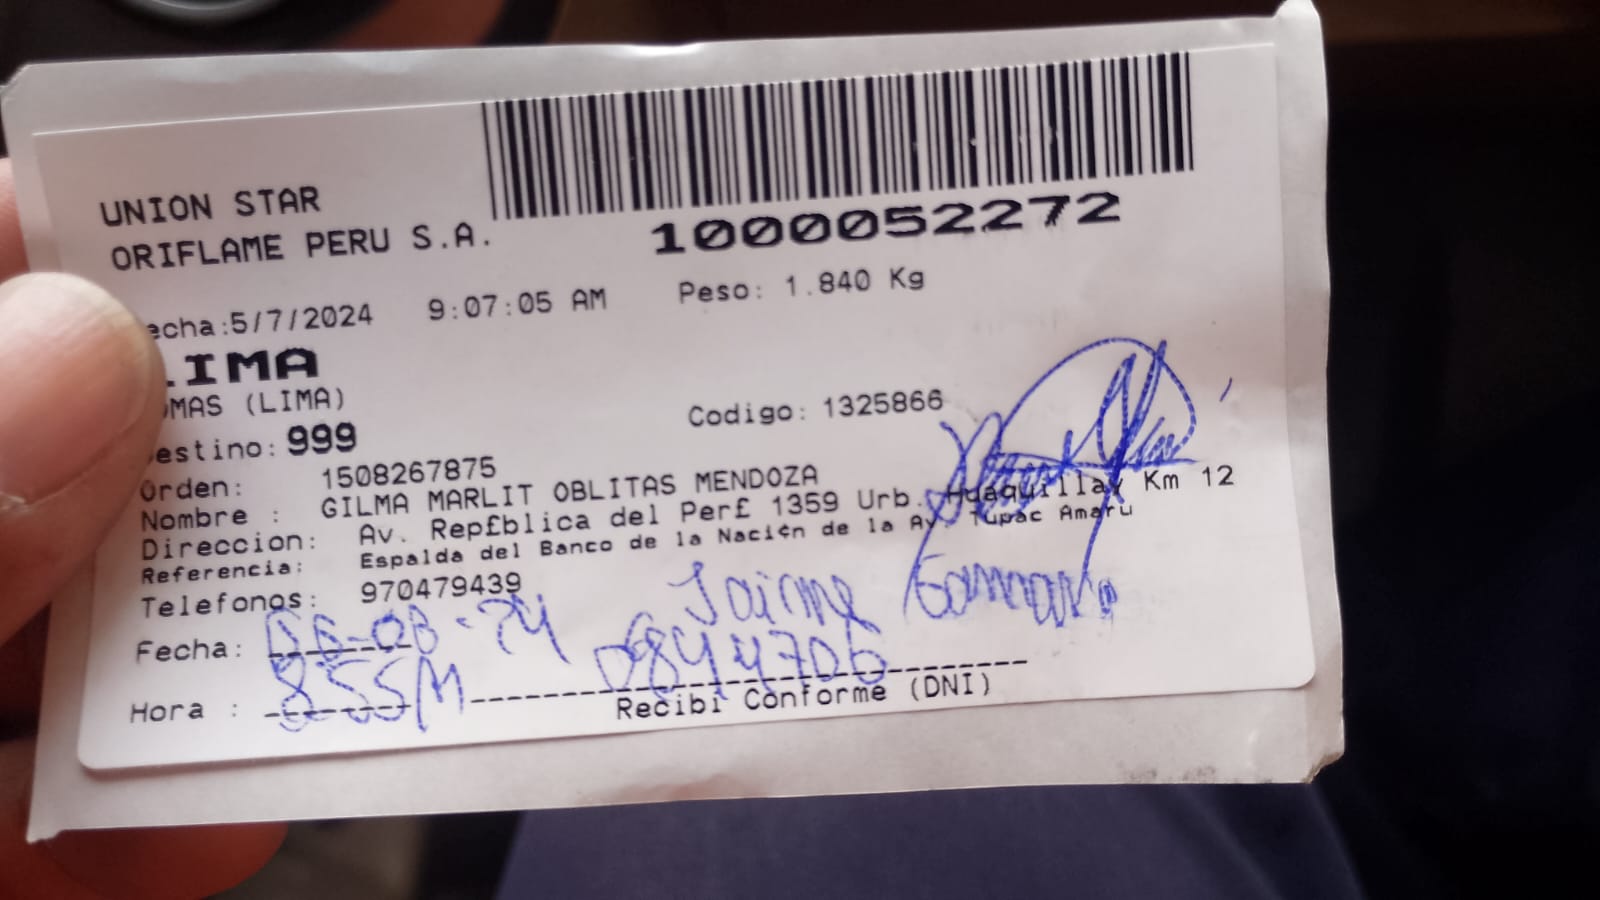 UNION STAR
ORIFLAME PERU S.A.
1000052272
echa:5/7/2024 9:07:05 AM Peso: 1.840 Kg
IMA
MAS (LIMA)
Codigo: 1325866
estino: 999
Orden: 1508267875
Nombre : GILMA MARLIT OBLITAS MENDOZA
Direccion: Av. Rep£blica del Per£ 1359 Urb. Huaquillay Km 12
Referencia: Espalda del Banco de la Naci¢n de la Av Tupac Amaru
Telefonos: 970479439
Jaime Gamarra
Fecha:
Hora :
Recibi Conforme (DNI)